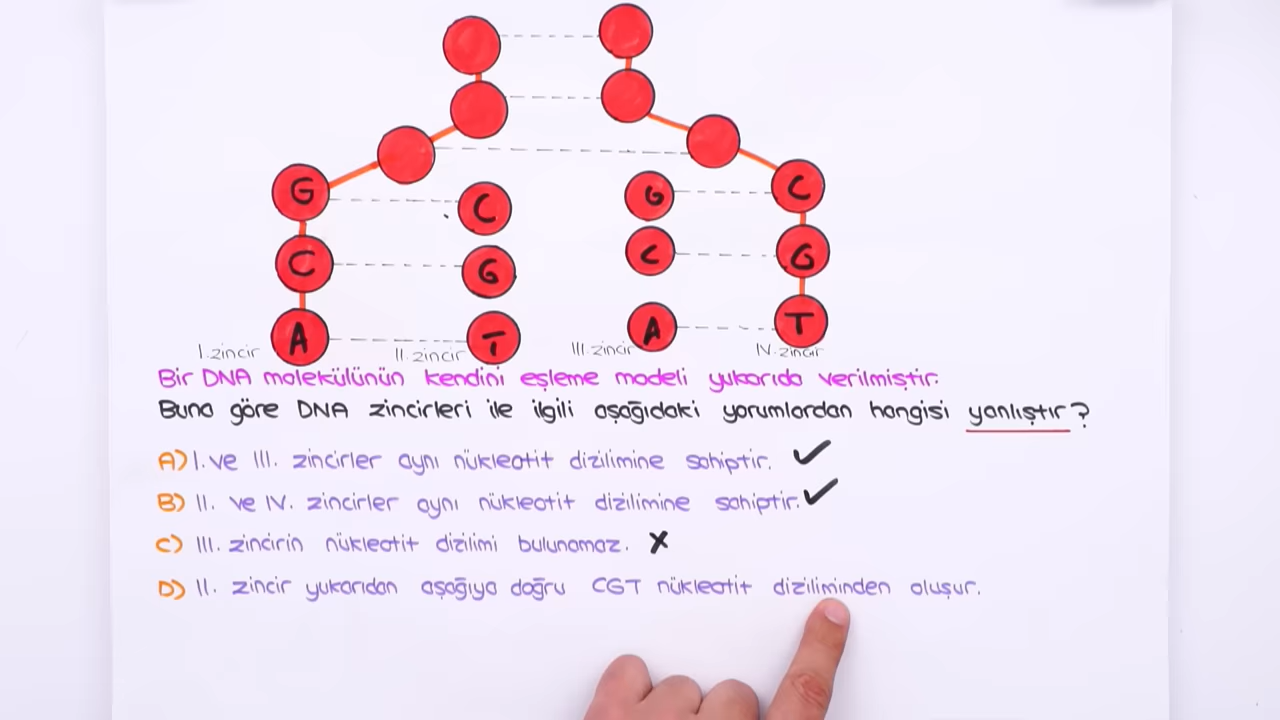 G C G C
C G C G
A T A T
I. zincir II. zincir III. zincir IV. zincir
Bir DNA molekülünün kendini eşleme modeli yukarıda verilmiştir.
Buna göre DNA zincirleri ile ilgili aşağıdaki yorumlardan hangisi yanlıştır?
A) I. ve III. zincirler aynı nükleotit dizilimine sahiptir. ✓
B) II. ve IV. zincirler aynı nükleotit dizilimine sahiptir. ✓
C) III. zincirin nükleotit dizilimi bulunamaz. X
D) II. zincir yukarıdan aşağıya doğru CGT nükleotit diziliminden oluşur.